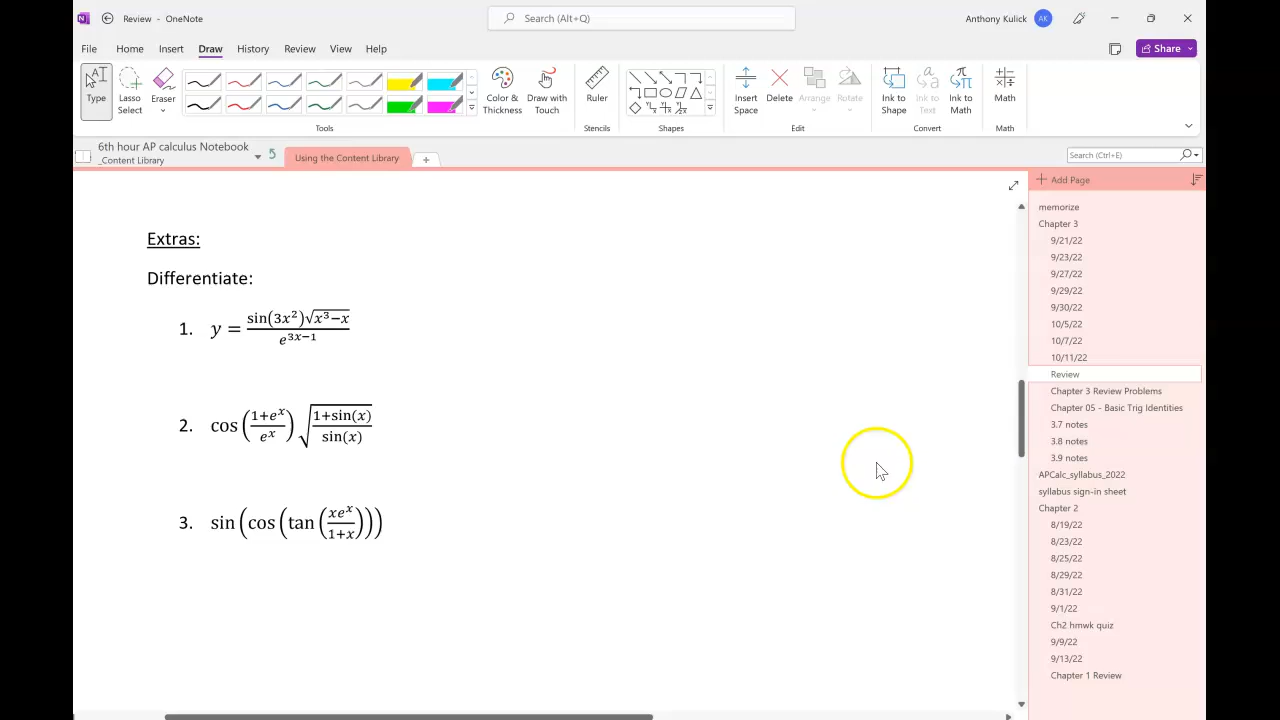 Review - OneNote
Search (Alt+Q)
Anthony Kulick AK
File Home Insert Draw History Review View Help
Share
Type
Lasso Select
Eraser
Color & Thickness
Draw with Touch
Ruler
Insert Space
Delete
Arrange
Rotate
Ink to Shape
Ink to Text
Ink to Math
Math
Tools
Stencils
Shapes
Edit
Convert
Math
6th hour AP calculus Notebook
_Content Library
Using the Content Library
Search (Ctrl+E)
Add Page
memorize
Chapter 3
9/21/22
9/23/22
9/27/22
9/29/22
9/30/22
10/5/22
10/7/22
10/11/22
Review
Chapter 3 Review Problems
Chapter 05 - Basic Trig Identities
3.7 notes
3.8 notes
3.9 notes
APCalc_syllabus_2022
syllabus sign-in sheet
Chapter 2
8/19/22
8/23/22
8/25/22
8/29/22
8/31/22
9/1/22
Ch2 hmwk quiz
9/9/22
9/13/22
Chapter 1 Review
Extras:
Differentiate:
1. y = sin(3x²)√(x³−x) / e^(3x−1)
2. cos((1+e^x)/e^x) √((1+sin(x))/sin(x))
3. sin(cos(tan(xe^x/(1+x))))